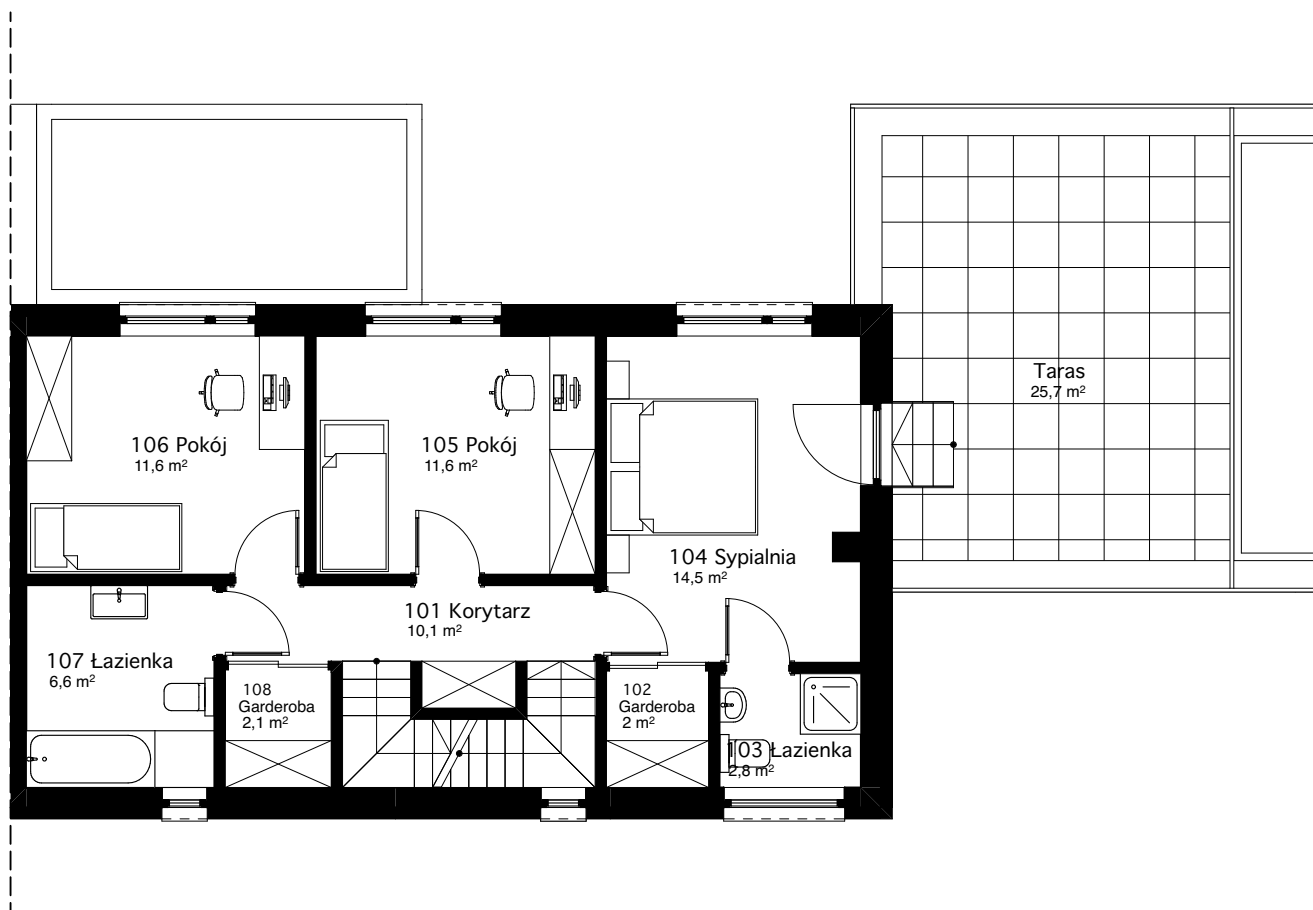 Taras
25,7 m²
106 Pokój
11,6 m²
105 Pokój
11,6 m²
104 Sypialnia
14,5 m²
101 Korytarz
10,1 m²
107 Łazienka
6,6 m²
108
Garderoba
2,1 m²
102
Garderoba
2 m²
103 Łazienka
2,8 m²